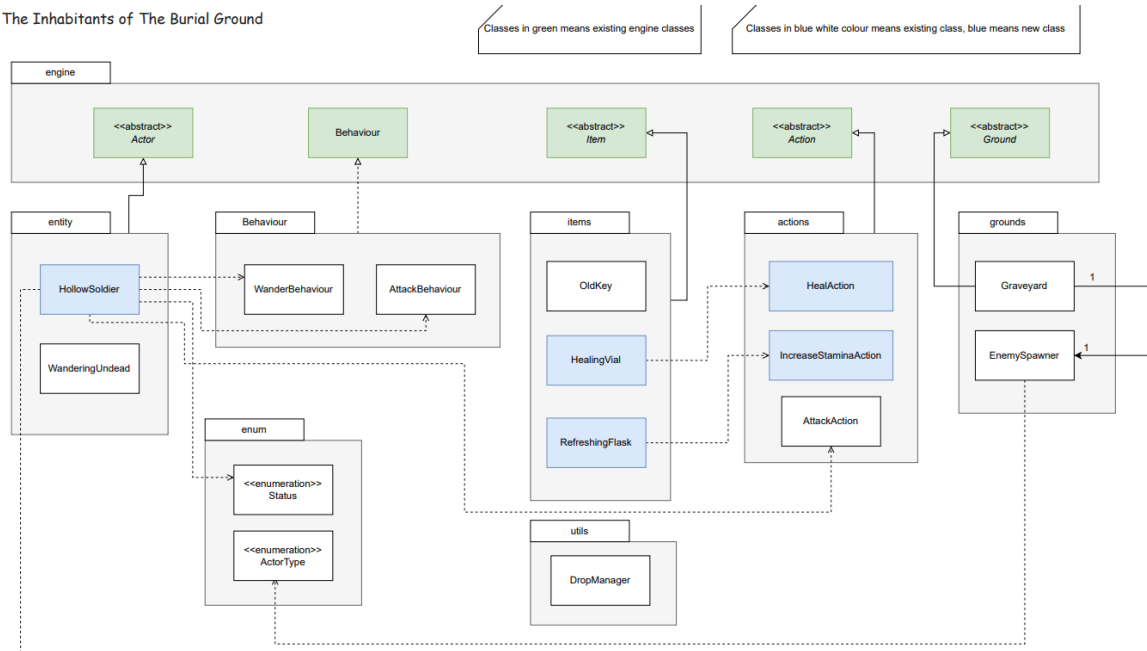 The Inhabitants of The Burial Ground
Classes in green means existing engine classes
Classes in blue white colour means existing class, blue means new class
engine
<<abstract>>
Actor
Behaviour
<<abstract>>
Item
<<abstract>>
Action
<<abstract>>
Ground
entity
HollowSoldier
WanderingUndead
Behaviour
WanderBehaviour
AttackBehaviour
enum
<<enumeration>>
Status
<<enumeration>>
ActorType
items
OldKey
HealingVial
RefreshingFlask
utils
DropManager
actions
HealAction
IncreaseStaminaAction
AttackAction
grounds
Graveyard
1
EnemySpawner
1